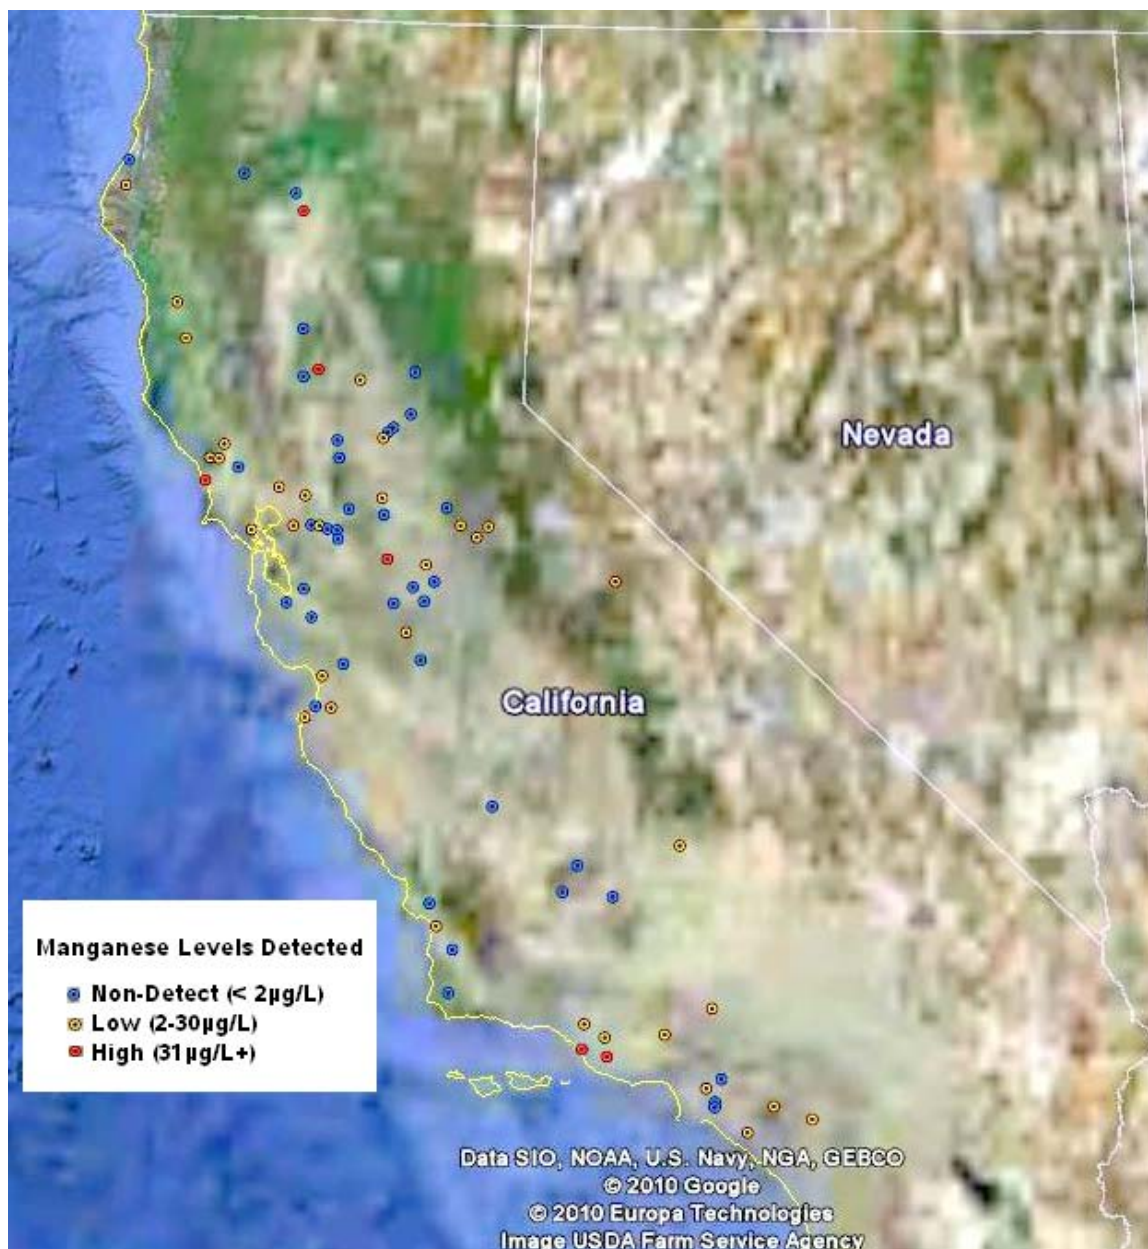 Nevada
California
Manganese Levels Detected
Non-Detect (< 2µg/L)
Low (2-30µg/L)
High (31µg/L+)
Data SIO, NOAA, U.S. Navy, NGA, GEBCO
© 2010 Google
© 2010 Europa Technologies
Image USDA Farm Service Agency